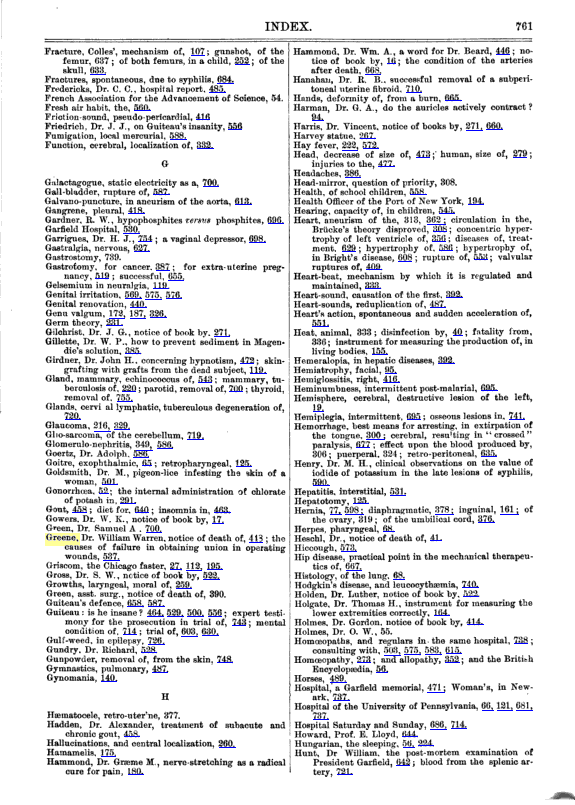 INDEX.
761
Fracture, Colles', mechanism of, 107; gunshot, of the
femur, 637; of both femurs, in a child, 252; of the
skull, 633.
Fractures, spontaneous, due to syphilis, 684.
Fredericks, Dr. C. C., hospital report, 485.
French Association for the Advancement of Science, 54.
Fresh air habit, the, 560.
Friction-sound, pseudo-pericardial, 416
Friedrich, Dr. J. J., on Guiteau's insanity, 556
Fumigation, local mercurial, 588.
Function, cerebral, localization of, 332.
G
Galactagogue, static electricity as a, 700.
Gall-bladder, rupture of, 587.
Galvano-puncture, in aneurism of the aorta, 613.
Gangrene, pleural, 418.
Gardner, R. W., hypophosphites versus phosphites, 696.
Garfield Hospital, 530.
Garrigues, Dr. H. J., 754; a vaginal depressor, 698.
Gastralgia, nervous, 627.
Gastrostomy, 739.
Gastrotomy, for cancer. 387; for extra-uterine preg-
nancy, 519; successful, 655.
Gelsemium in neuralgia, 119.
Genital irritation, 569, 575, 576.
Genital renovation, 440.
Genu valgum, 172, 187, 326.
Germ theory, 231.
Gilchrist, Dr. J. G., notice of book by, 271.
Gillette, Dr. W. P., how to prevent sediment in Magen-
die's solution, 385.
Girdner, Dr. John H., concerning hypnotism, 472; skin-
grafting with grafts from the dead subject, 119.
Gland, mammary, echinococcus of, 543; mammary, tu-
berculosis of, 220; parotid, removal of, 700; thyroid,
removal of, 755.
Glands, cervi al lymphatic, tuberculous degeneration of,
720.
Glaucoma, 216, 329.
Glio-sarcoma, of the cerebellum, 719.
Glomerulo-nephritis, 349, 586.
Goertz, Dr. Adolph, 586.
Goitre, exophthalmic, 65; retropharyngeal, 125.
Goldsmith, Dr. M., pigeon-lice infesting the skin of a
woman, 501.
Gonorrhœa, 52; the internal administration of chlorate
of potash in, 291.
Gout, 458; diet for, 640; insomnia in, 463.
Gowers, Dr. W. K., notice of book by, 17.
Green, Dr. Samuel A. 700.
Greene, Dr. William Warren, notice of death of, 413; the
causes of failure in obtaining union in operating
wounds, 537.
Griscom, the Chicago faster, 27, 112, 195.
Gross, Dr. S. W., notice of book by, 522.
Growths, laryngeal, moral of, 259.
Green, asst. surg., notice of death of, 390.
Guiteau's defence, 658, 587.
Guiteau: is he insane? 464, 529, 500, 556; expert testi-
mony for the prosecution in trial of, 743; mental
condition of, 714; trial of, 603, 630.
Gulf-weed, in epilepsy, 726.
Gundry, Dr. Richard, 528.
Gunpowder, removal of, from the skin, 748.
Gymnastics, pulmonary, 487.
Gynomania, 140.
H
Hæmatocele, retro-uter'ne, 377.
Hadden, Dr. Alexander, treatment of subacute and
chronic gout, 458.
Hallucinations, and central localization, 260.
Hamamelis, 175.
Hammond, Dr. Græme M., nerve-stretching as a radical
cure for pain, 180.
Hammond, Dr. Wm. A., a word for Dr. Beard, 446; no-
tice of book by, 16; the condition of the arteries
after death, 668.
Hanahan, Dr. R. B., successful removal of a subperi-
toneal uterine fibroid, 710.
Hands, deformity of, from a burn, 665.
Harman, Dr. G. A., do the auricles actively contract?
94.
Harris, Dr. Vincent, notice of books by, 271, 660.
Harvey statue, 267.
Hay fever, 222, 572.
Head, decrease of size of, 473; human, size of, 279;
injuries to the, 477.
Headaches, 386.
Head-mirror, question of priority, 308.
Health, of school children, 558.
Health Officer of the Port of New York, 194.
Hearing, capacity of, in children, 545.
Heart, aneurism of the, 313, 362; circulation in the,
Brücke's theory disproved, 308; concentric hyper-
trophy of left ventricle of, 356; diseases of, treat-
ment, 629; hypertrophy of, 586; hypertrophy of,
in Bright's disease, 608; rupture of, 553; valvular
ruptures of, 409.
Heart-beat, mechanism by which it is regulated and
maintained, 333.
Heart-sound, causation of the first, 392.
Heart-sounds, reduplication of, 487.
Heart's action, spontaneous and sudden acceleration of,
551.
Heat, animal, 333; disinfection by, 40; fatality from,
336; instrument for measuring the production of, in
living bodies, 155.
Hemeralopia, in hepatic diseases, 392.
Hemiatrophy, facial, 95.
Hemiglossitis, right, 416.
Heminumbness, intermittent post-malarial, 695.
Hemisphere, cerebral, destructive lesion of the left,
19.
Hemiplegia, intermittent, 695; osseous lesions in, 741.
Hemorrhage, best means for arresting, in extirpation
of the tongue, 300; cerebral, resulting in "crossed"
paralysis, 677; effect upon the blood produced by,
306; puerperal, 324; retro-peritoneal, 635.
Henry, Dr. M. H., clinical observations on the value of
iodide of potassium in the late lesions of syphilis,
590.
Hepatitis, interstitial, 531.
Hepatotomy, 125.
Hernia, 77, 598; diaphragmatic, 378; inguinal, 161; of
the ovary, 319; of the umbilical cord, 376.
Herpes, pharyngeal, 68.
Heschl, Dr., notice of death of, 41.
Hiccough, 573.
Hip disease, practical point in the mechanical therapeu-
tics of, 667.
Histology, of the lung, 68.
Hodgkin's disease, and leucocythæmia, 740.
Holden, Dr. Luther, notice of book by, 522
Holgate, Dr. Thomas H., instrument for measuring the
lower extremities correctly, 164.
Holmes, Dr. Gordon, notice of book by, 414.
Holmes, Dr. O. W., 55.
Homœopaths, and regulars in the same hospital, 728;
consulting with, 503, 575, 583, 615.
Homœopathy, 273; and allopathy, 352; and the British
Encyclopædia, 56.
Horses, 489.
Hospital, a Garfield memorial, 471; Woman's, in New-
ark, 737.
Hospital of the University of Pennsylvania, 66, 121, 681,
737.
Hospital Saturday and Sunday, 686, 714.
Howard, Prof. E. Lloyd, 644.
Hungarian, the sleeping, 56, 224.
Hunt, Dr William, the post-mortem examination of
President Garfield, 642; blood from the splenic ar-
tery, 721.